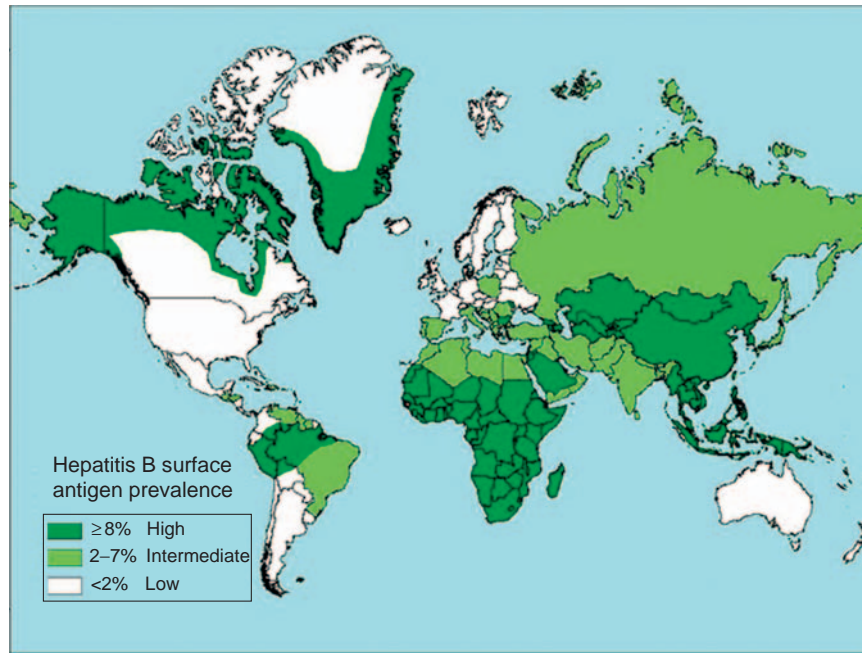 Hepatitis B surface
antigen prevalence
≥8% High
2–7% Intermediate
<2% Low